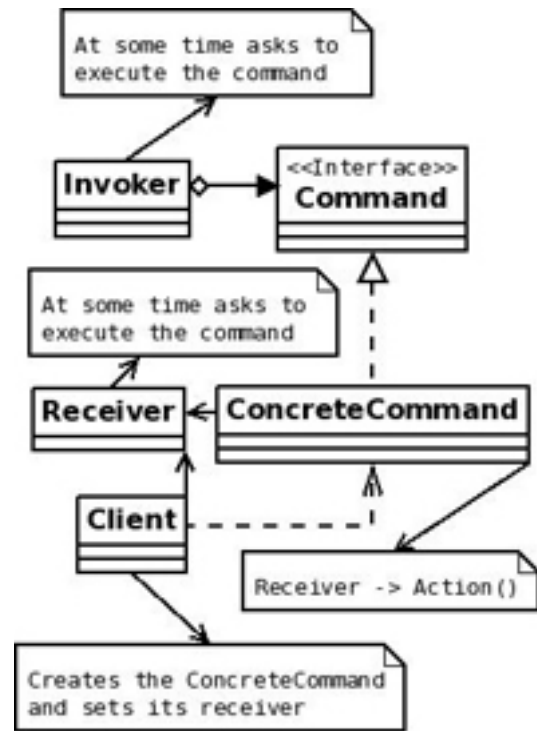 At some time asks to
execute the command
Invoker
<<Interface>>
Command
At some time asks to
execute the command
Receiver
ConcreteCommand
Client
Receiver -> Action()
Creates the ConcreteCommand
and sets its receiver